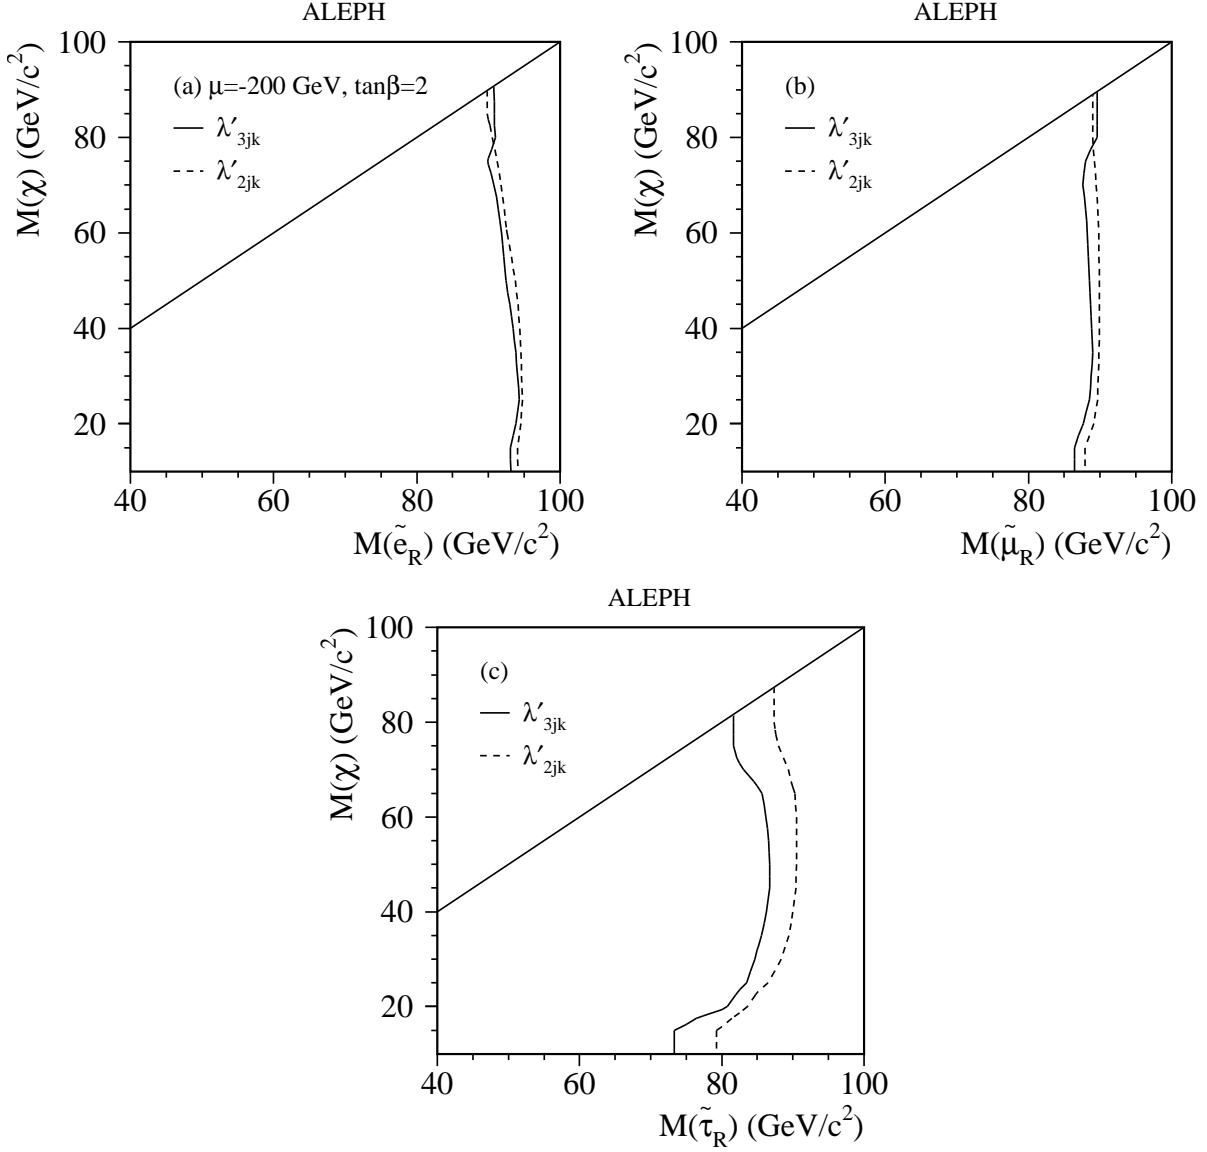 ALEPH
M(χ) (GeV/c²)
100
80
60
40
20
(a) μ=-200 GeV, tanβ=2
λ′3jk
λ′2jk
40 60 80 100
M(ẽR) (GeV/c²)
ALEPH
M(χ) (GeV/c²)
100
80
60
40
20
(b)
λ′3jk
λ′2jk
40 60 80 100
M(μ̃R) (GeV/c²)
ALEPH
M(χ) (GeV/c²)
100
80
60
40
20
(c)
λ′3jk
λ′2jk
40 60 80 100
M(τ̃R) (GeV/c²)